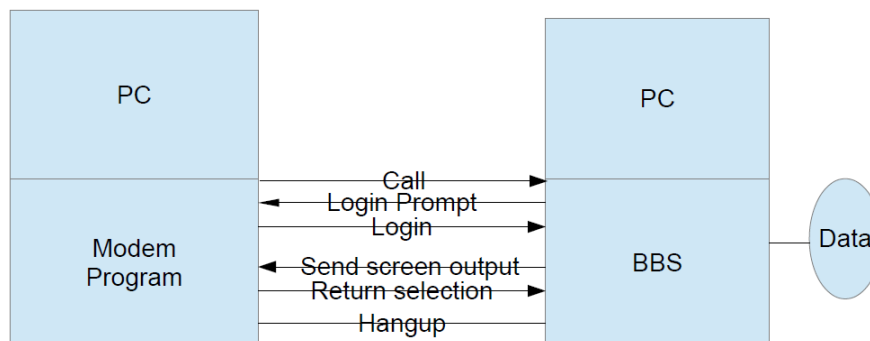 PC
PC
Call
Login Prompt
Login
Modem
Program
Send screen output
BBS
Data
Return selection
Hangup